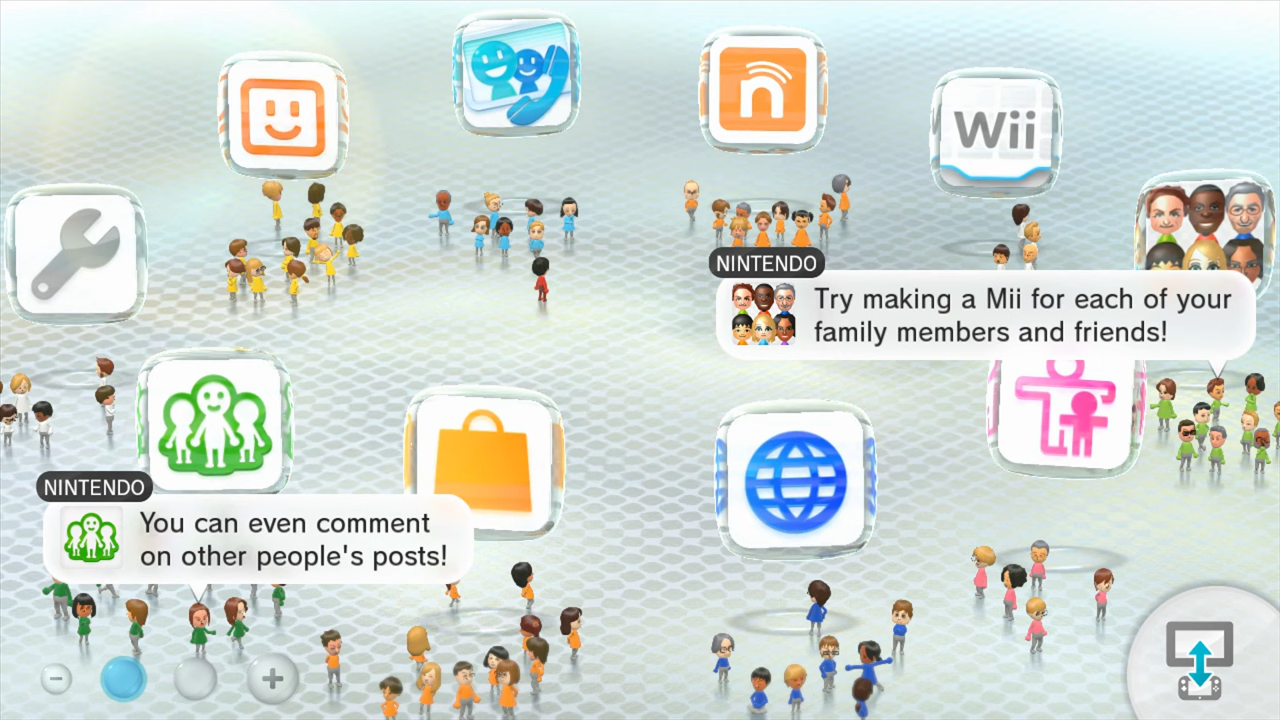 n
Wii
NINTENDO
Try making a Mii for each of your
family members and friends!
NINTENDO
You can even comment
on other people's posts!